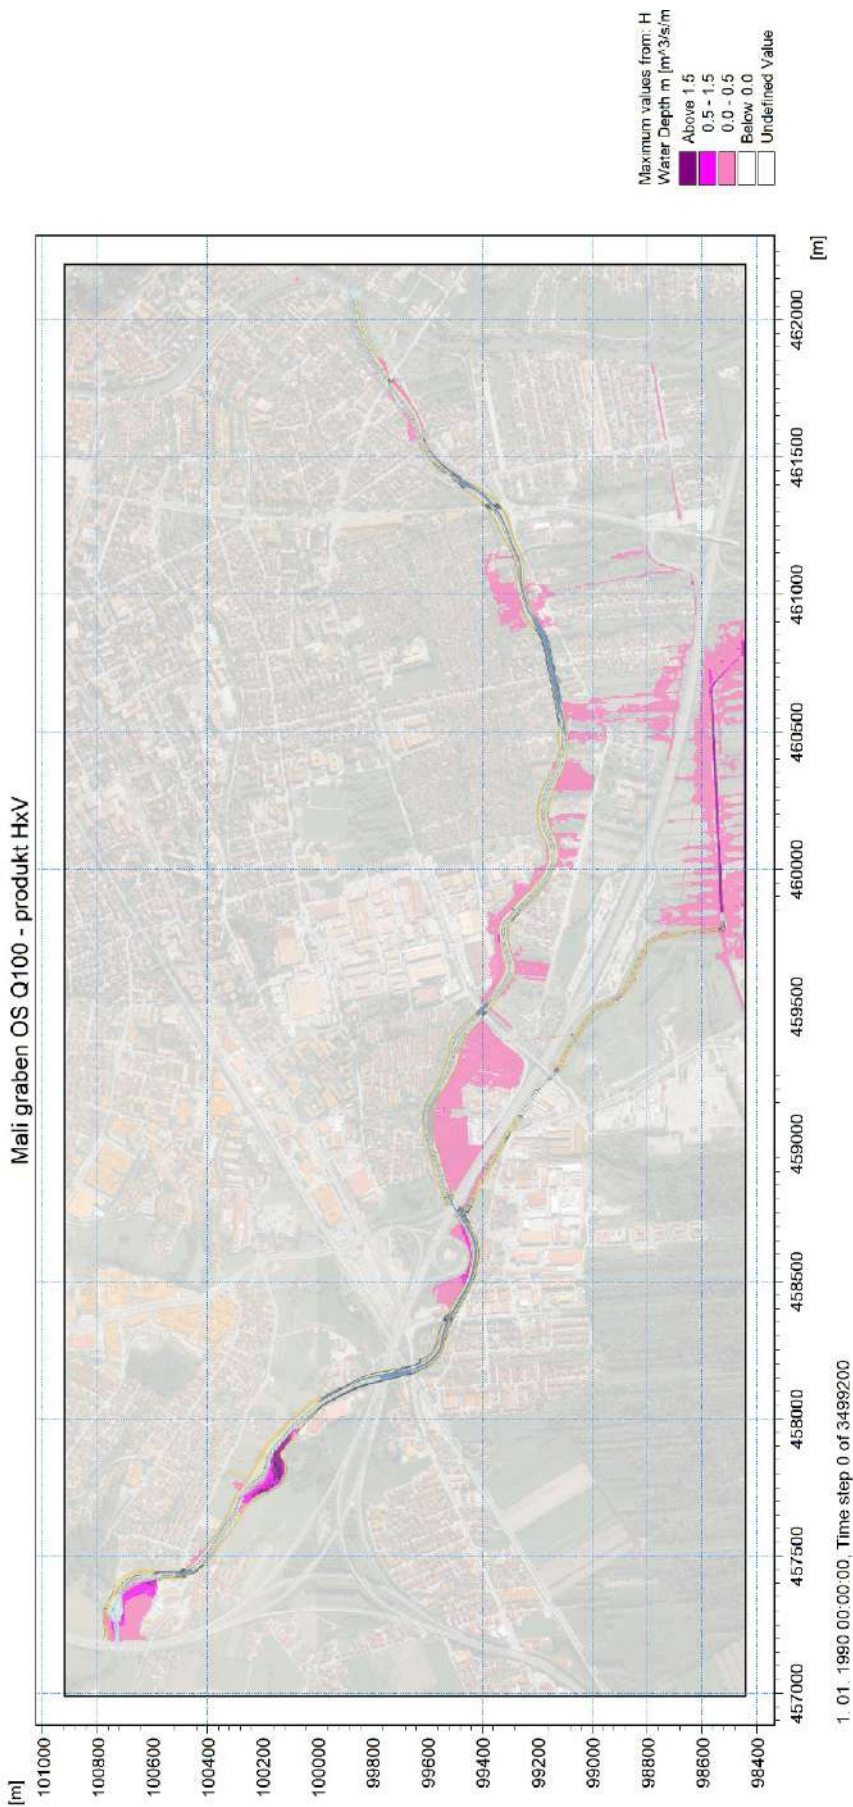 Mali graben OS Q100 - produkt HxV
[m]
101000
100800
100600
100400
100200
100000
99800
99600
99400
99200
99000
98800
98600
98400
457000
457500
458000
458500
459000
459500
460000
460500
461000
461500
462000
[m]
Maximum values from: H
Water Depth m [m^3/s/m
Above 1.5
0.5 - 1.5
0.0 - 0.5
Below 0.0
Undefined Value
1. 01. 1990 00:00:00, Time step 0 of 3499200